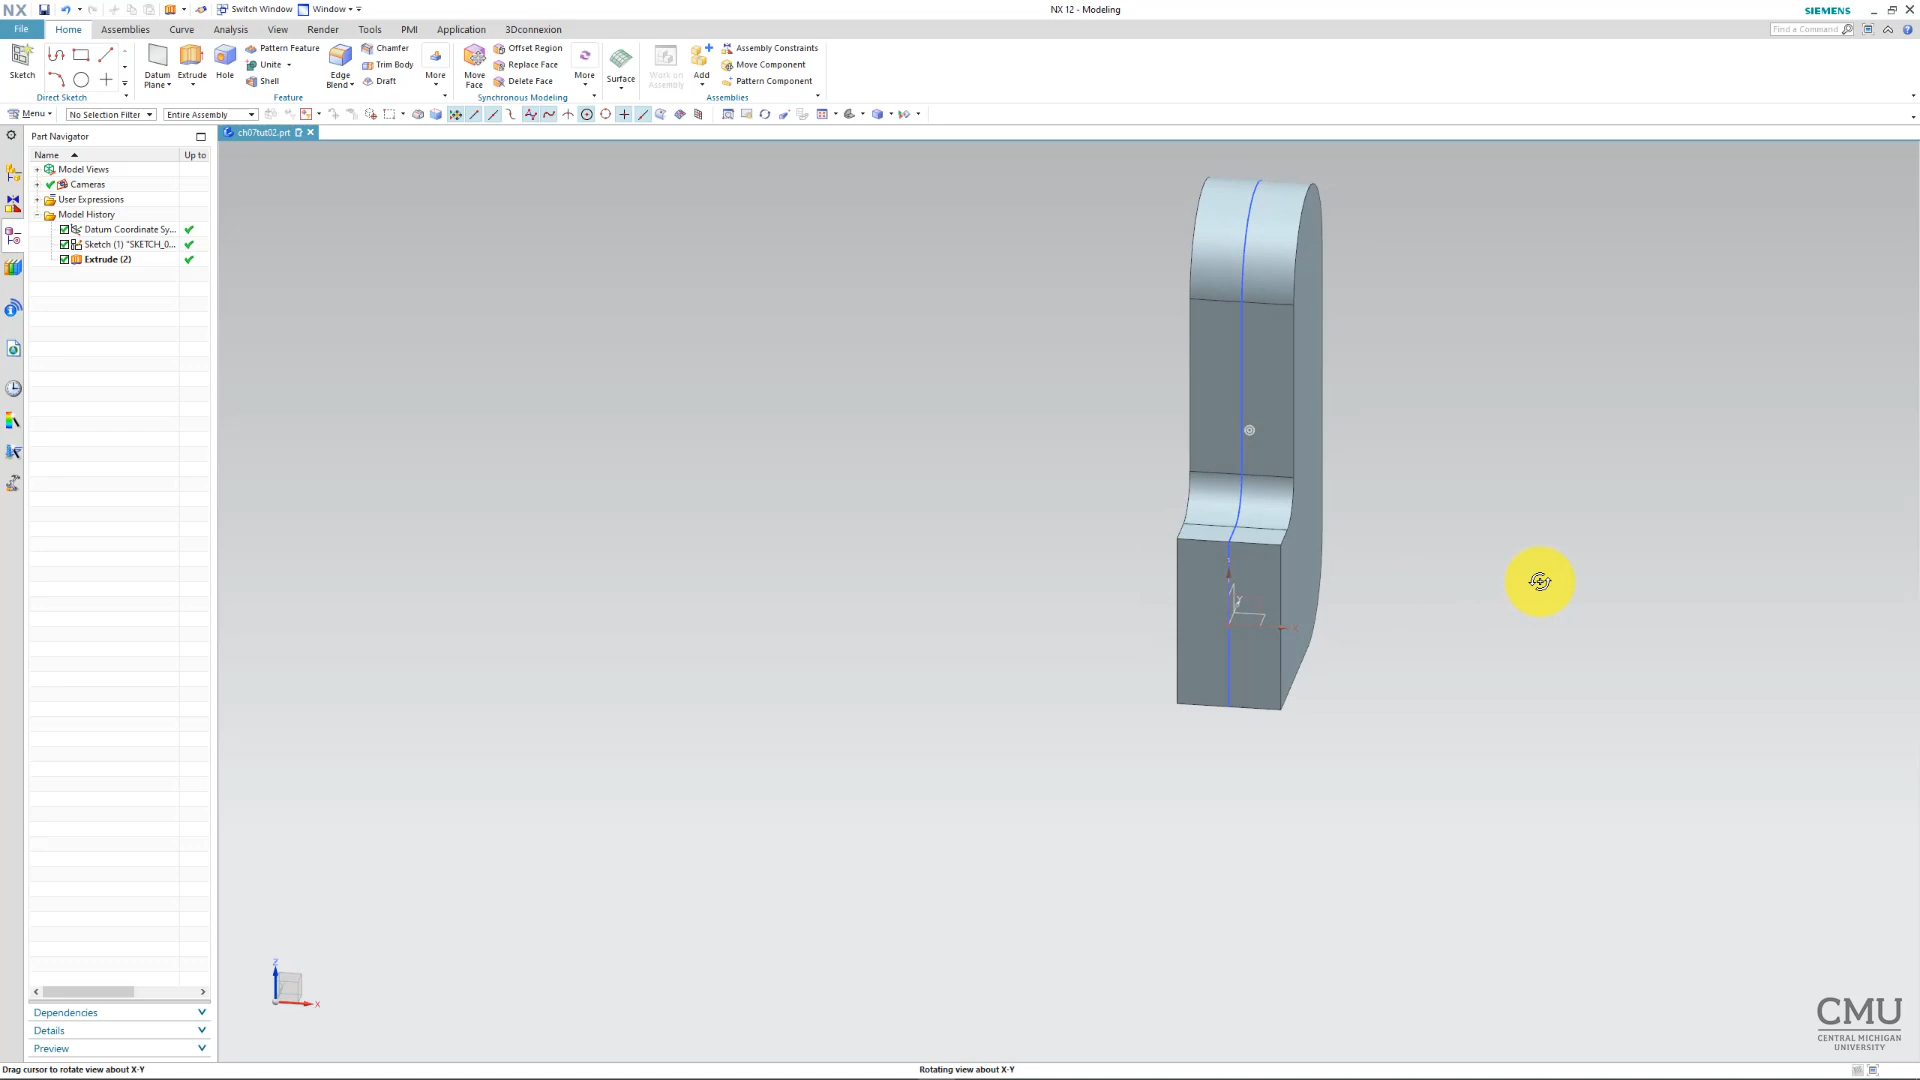 NX Switch Window Window NX 12 - Modeling SIEMENS
File Home Assemblies Curve Analysis View Render Tools PMI Application 3Dconnexion Find a Command
Sketch Datum Plane Extrude Hole Pattern Feature Unite Shell Edge Blend Chamfer Trim Body Draft More Move Face Offset Region Replace Face Delete Face More Surface Work on Assembly Add Assembly Constraints Move Component Pattern Component
Direct Sketch Feature Synchronous Modeling Assemblies
Menu No Selection Filter Entire Assembly
Part Navigator ch07tut02.prt
Name Up to
Model Views
Cameras
User Expressions
Model History
Datum Coordinate Sy...
Sketch (1) "SKETCH_0...
Extrude (2)
Y
X
Z
X
Dependencies
Details
Preview
CMU
CENTRAL MICHIGAN
UNIVERSITY
Drag cursor to rotate view about X-Y Rotating view about X-Y